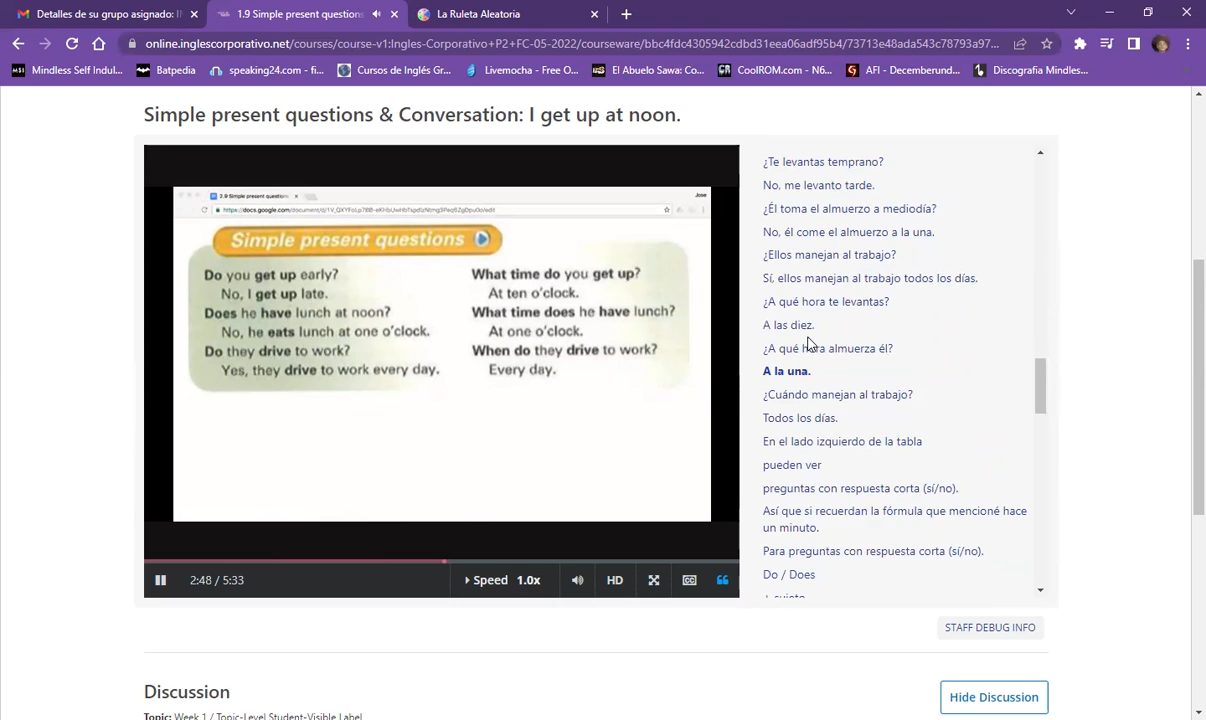 Detalles de su grupo asignado: I
1.9 Simple present questions
La Ruleta Aleatoria
online.inglescorporativo.net/courses/course-v1:Ingles-Corporativo+P2+FC-05-2022/courseware/bbc4fdc4305942cdbd31eea06adf95b4/73713e48ada543c78793a97...
Mindless Self Indul...
Batpedia
speaking24.com - fi...
Cursos de Inglés Gr...
Livemocha - Free O...
El Abuelo Sawa: Co...
CoolROM.com - N6...
AFI - Decemberund...
Discografia Mindles...
Simple present questions & Conversation: I get up at noon.
2.9 Simple present questions
Jose
Simple present questions
Do you get up early?
No, I get up late.
Does he have lunch at noon?
No, he eats lunch at one o'clock.
Do they drive to work?
Yes, they drive to work every day.
What time do you get up?
At ten o'clock.
What time does he have lunch?
At one o'clock.
When do they drive to work?
Every day.
2:48 / 5:33
Speed 1.0x
HD
¿Te levantas temprano?
No, me levanto tarde.
¿Él toma el almuerzo a mediodía?
No, él come el almuerzo a la una.
¿Ellos manejan al trabajo?
Sí, ellos manejan al trabajo todos los días.
¿A qué hora te levantas?
A las diez.
¿A qué hora almuerza él?
A la una.
¿Cuándo manejan al trabajo?
Todos los días.
En el lado izquierdo de la tabla
pueden ver
preguntas con respuesta corta (sí/no).
Así que si recuerdan la fórmula que mencioné hace
un minuto.
Para preguntas con respuesta corta (sí/no).
Do / Does
+ sujeto
STAFF DEBUG INFO
Discussion
Topic: Week 1 / Topic-Level Student-Visible Label
Hide Discussion